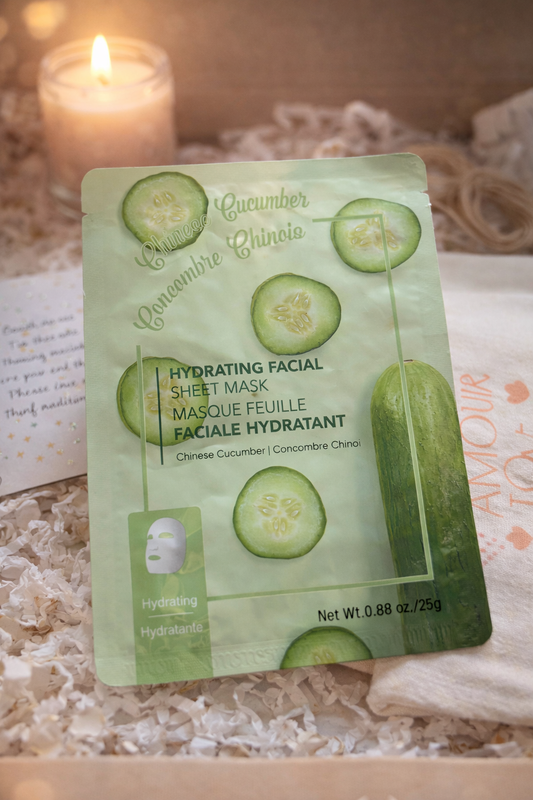 Chinese Cucumber
Concombre Chinois
HYDRATING FACIAL
SHEET MASK
MASQUE FEUILLE
FACIALE HYDRATANT
Chinese Cucumber | Concombre Chinoi
Hydrating
Hydratante
Net Wt.0.88 oz./25g
AMOUR